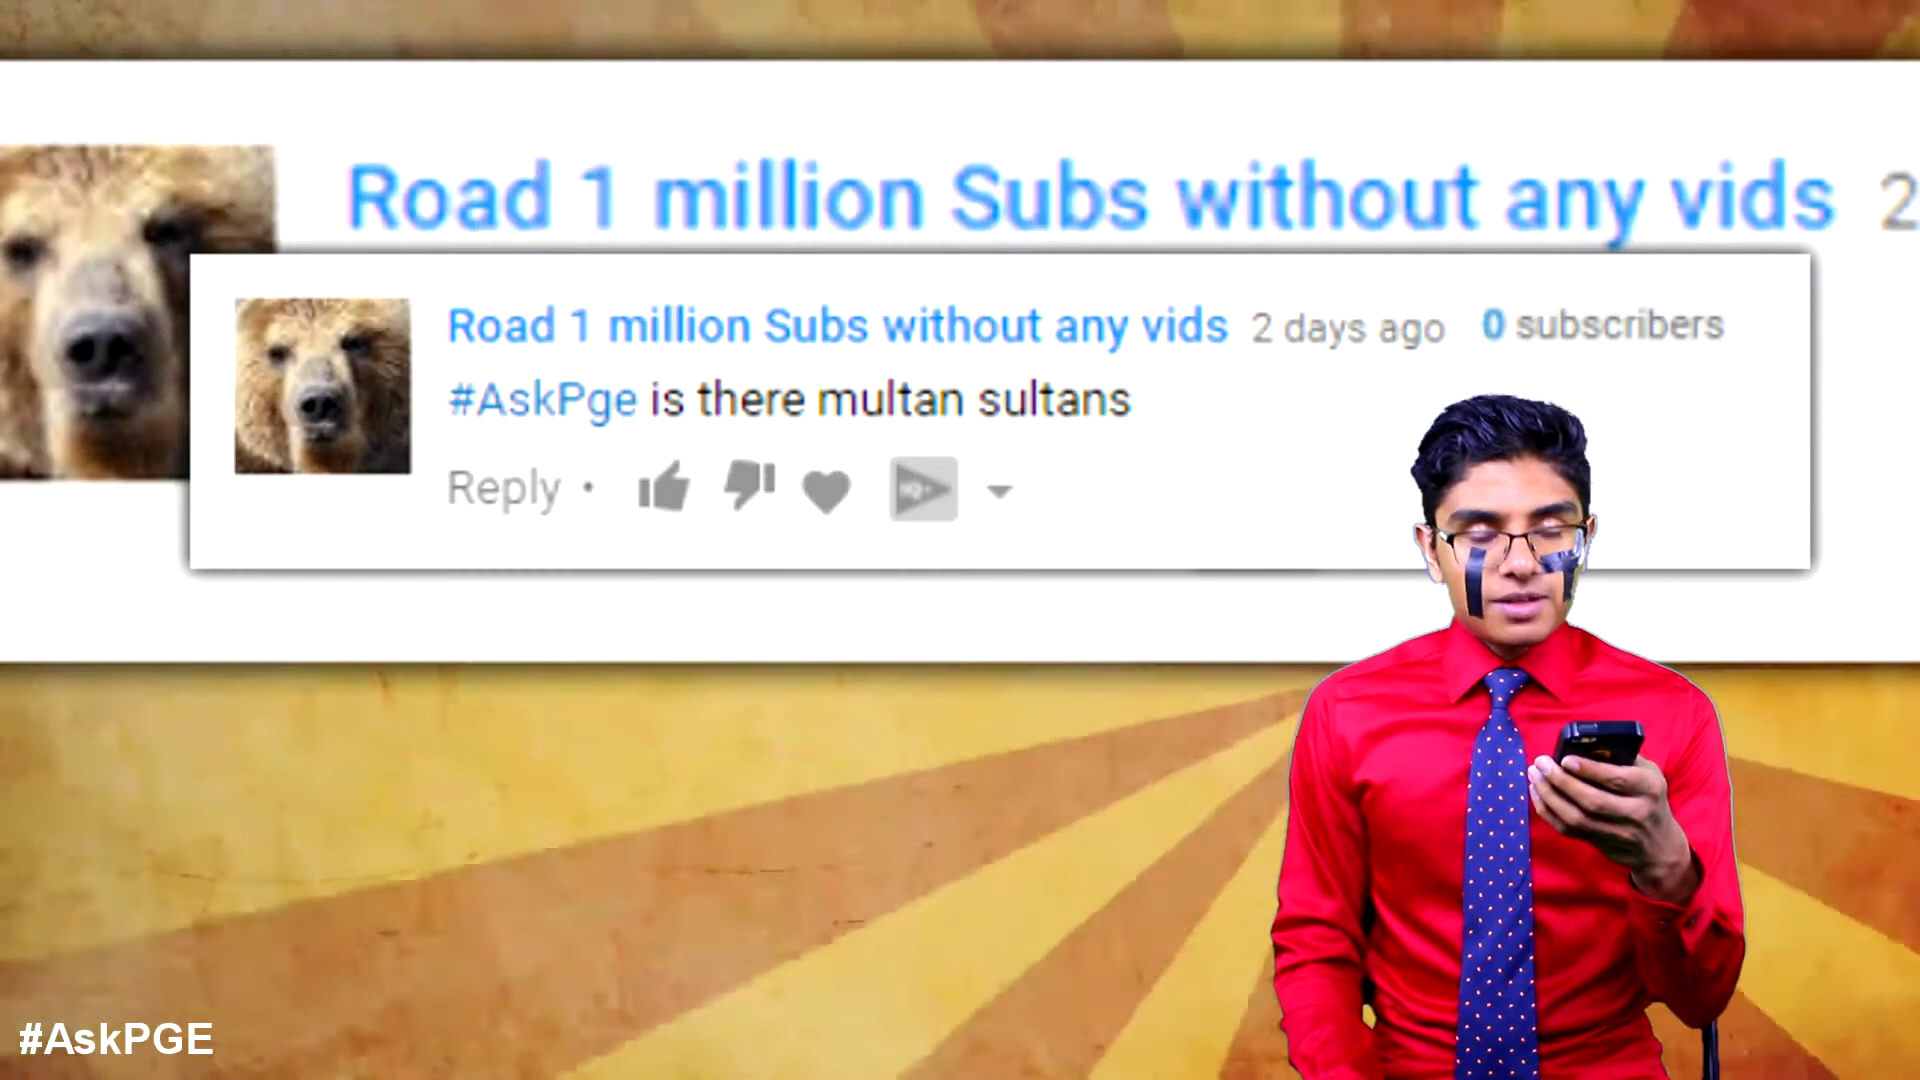 Road 1 million Subs without any vids 2
Road 1 million Subs without any vids 2 days ago 0 subscribers
#AskPge is there multan sultans
Reply •
#AskPGE